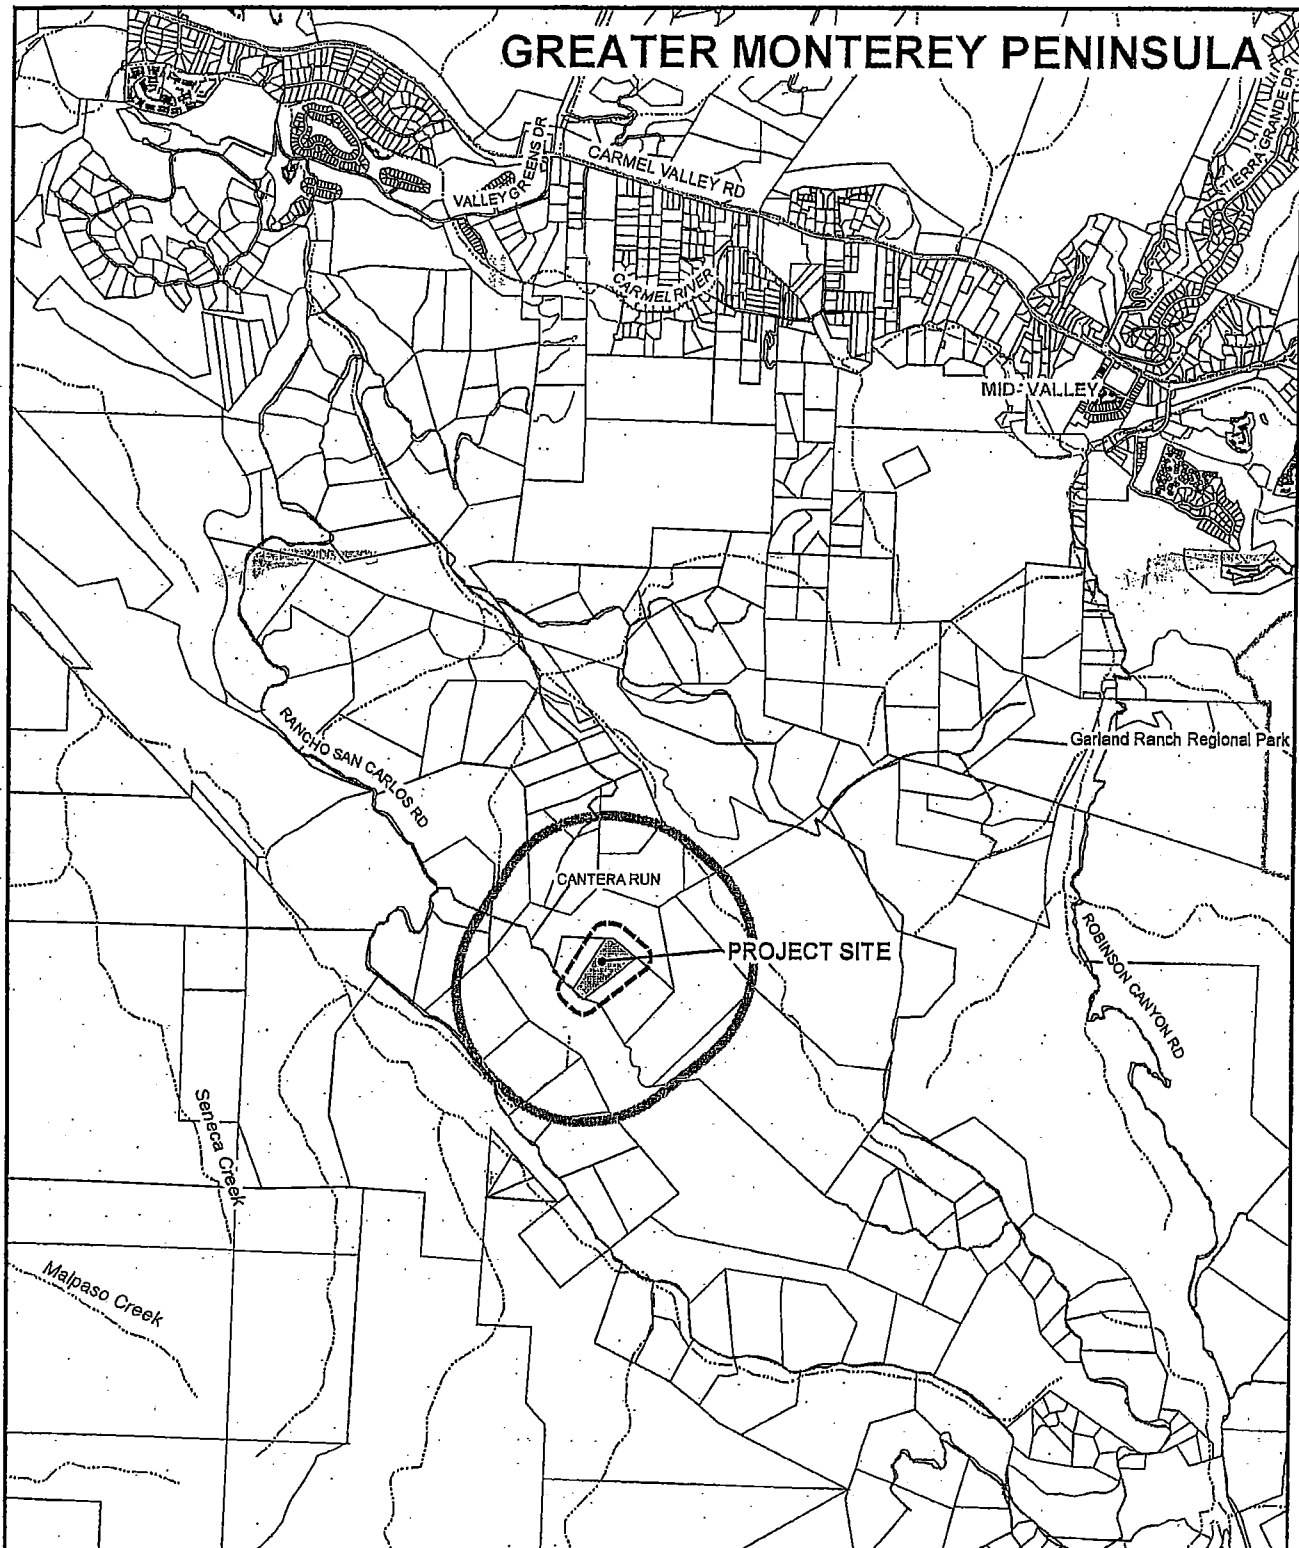 GREATER MONTEREY PENINSULA
TIERRA GRANDE DR
CARMEL VALLEY RD
VALLEY GREENS DR
CARMEL RIVER
MID-VALLEY
RANCHO SAN CARLOS RD
Garland Ranch Regional Park
CANTERA RUN
PROJECT SITE
ROBINSON CANYON RD
Seneca Creek
Malpaso Creek